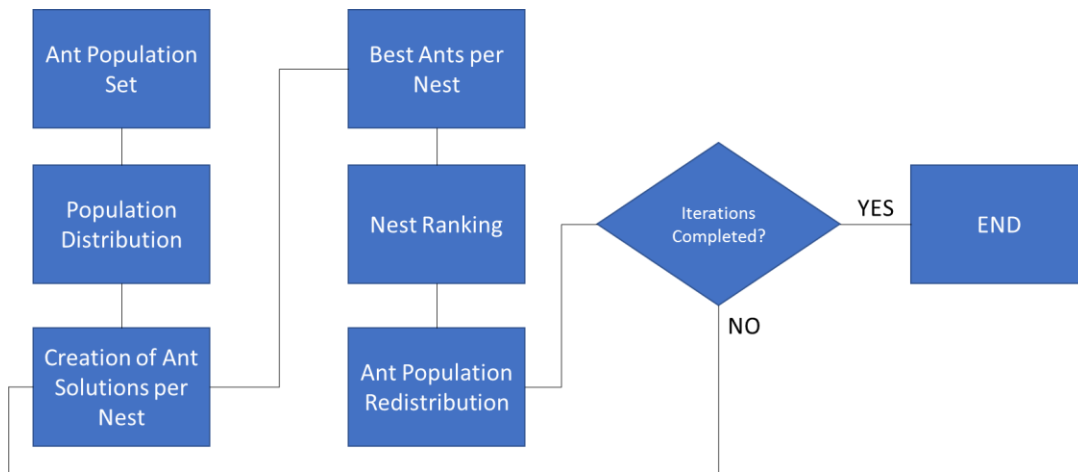 Ant Population
Set
Population
Distribution
Creation of Ant
Solutions per
Nest
Best Ants per
Nest
Nest Ranking
Ant Population
Redistribution
Iterations
Completed?
YES
END
NO